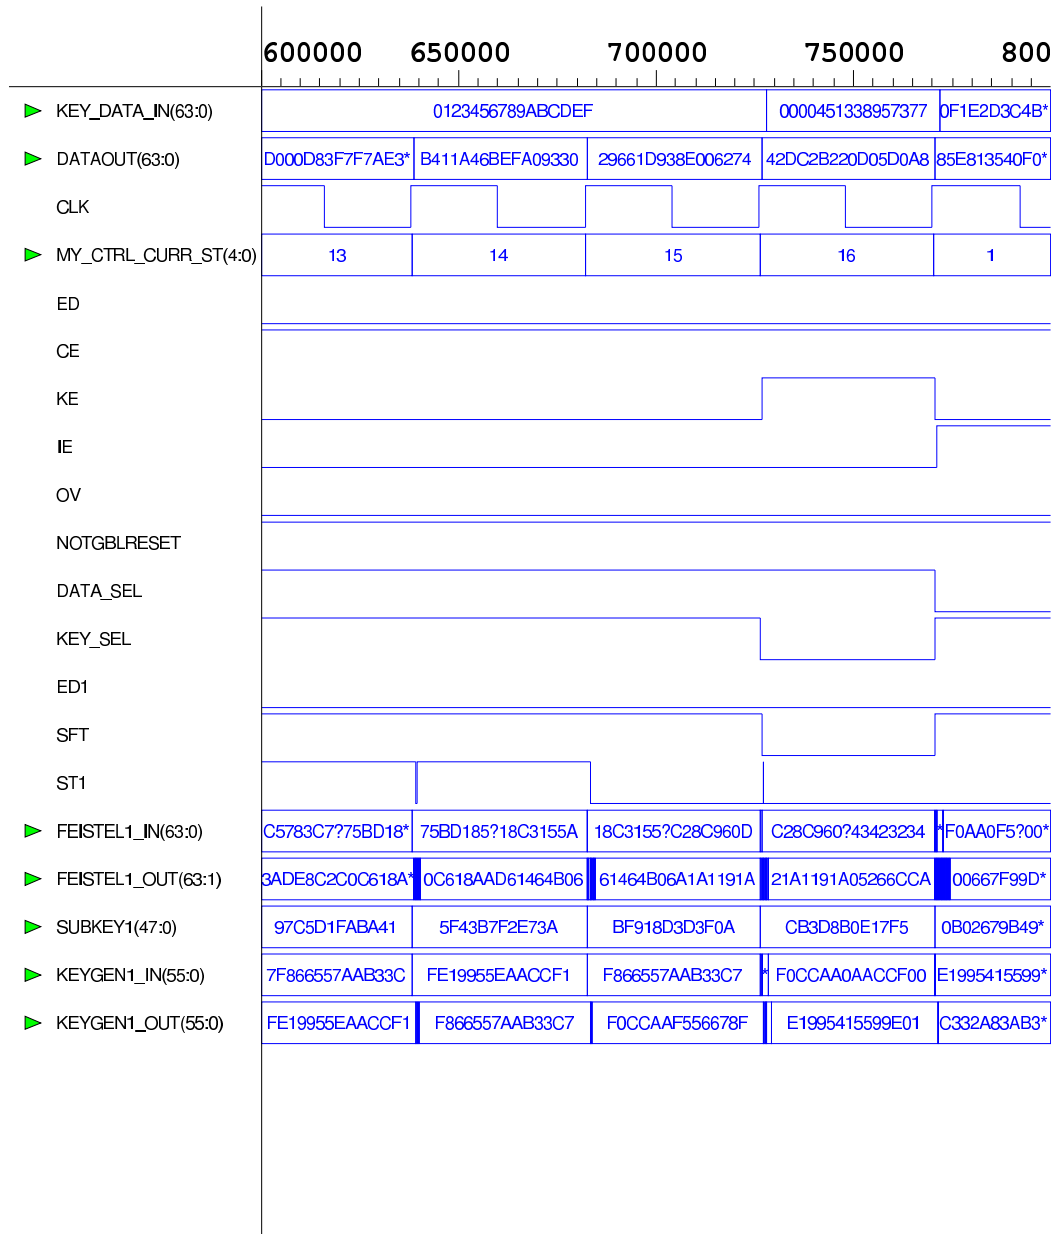 600000 650000 700000 750000 800
KEY_DATA_IN(63:0) 0123456789ABCDEF 0000451338957377 0F1E2D3C4B*
DATAOUT(63:0) D000D83F7F7AE3* B411A46BEFA09330 29661D938E006274 42DC2B220D05D0A8 85E813540F0*
CLK
MY_CTRL_CURR_ST(4:0) 13 14 15 16 1
ED
CE
KE
IE
OV
NOTGBLRESET
DATA_SEL
KEY_SEL
ED1
SFT
ST1
FEISTEL1_IN(63:0) C5783C7?75BD18* 75BD185?18C3155A 18C3155?C28C960D C28C960?43423234 * F0AA0F5?00*
FEISTEL1_OUT(63:1) 3ADE8C2C0C618A* 0C618AAD61464B06 61464B06A1A1191A 21A1191A05266CCA 00667F99D*
SUBKEY1(47:0) 97C5D1FABA41 5F43B7F2E73A BF918D3D3F0A CB3D8B0E17F5 0B02679B49*
KEYGEN1_IN(55:0) 7F866557AAB33C FE19955EAACCF1 F866557AAB33C7 * F0CCAA0AACCF00 E1995415599*
KEYGEN1_OUT(55:0) FE19955EAACCF1 F866557AAB33C7 F0CCAAF556678F E1995415599E01 C332A83AB3*